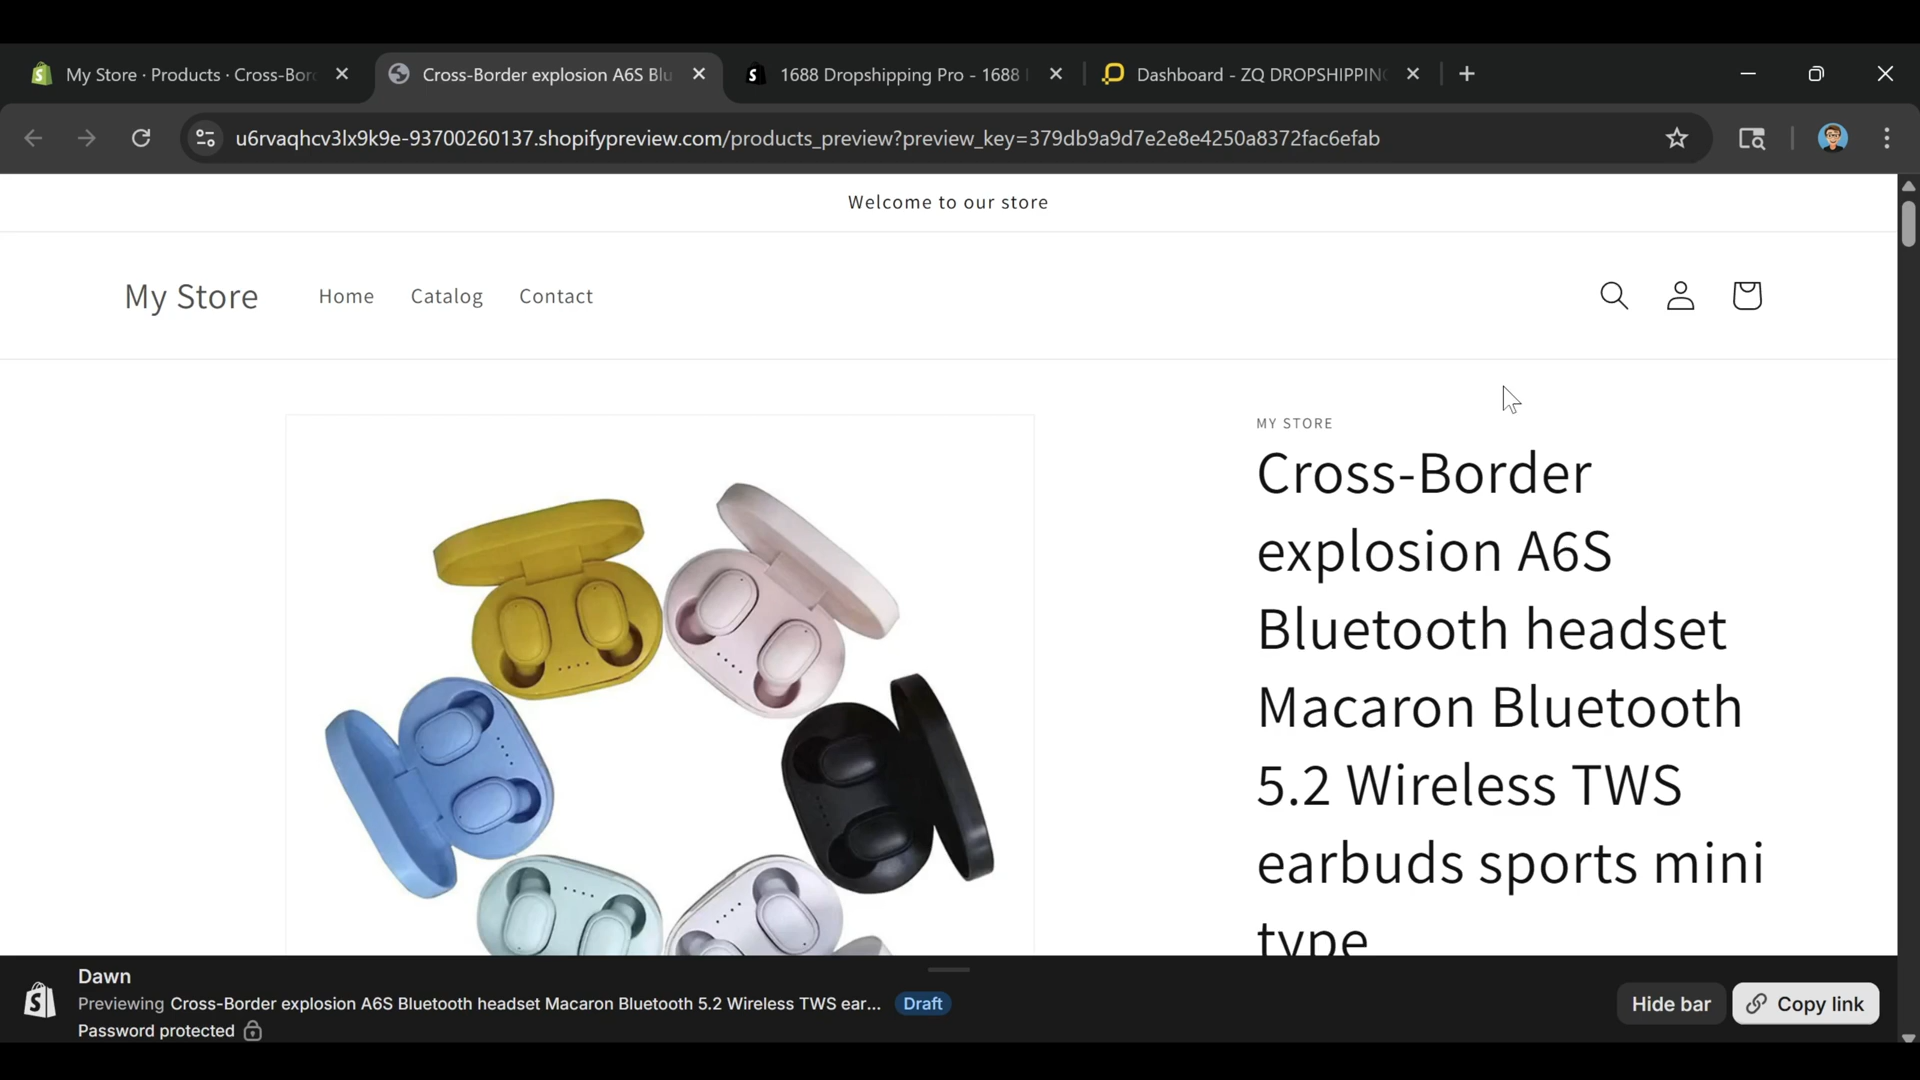 My Store · Products · Cross-Bor
Cross-Border explosion A6S Blu
1688 Dropshipping Pro - 1688
Dashboard - ZQ DROPSHIPPIN
u6rvaqhcv3lx9k9e-93700260137.shopifypreview.com/products_preview?preview_key=379db9a9d7e2e8e4250a8372fac6efab
Welcome to our store
My Store
Home
Catalog
Contact
MY STORE
Cross-Border
explosion A6S
Bluetooth headset
Macaron Bluetooth
5.2 Wireless TWS
earbuds sports mini
type
Dawn
Previewing Cross-Border explosion A6S Bluetooth headset Macaron Bluetooth 5.2 Wireless TWS ear...
Draft
Password protected
Hide bar
Copy link